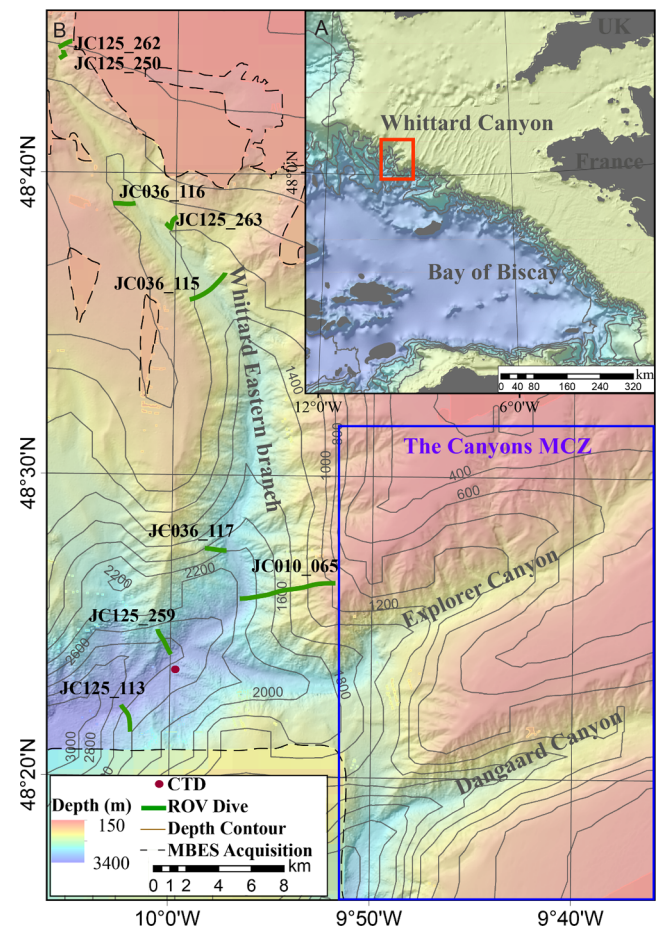 B
JC125_262
JC125_250
A
UK
Whittard Canyon
France
48°0'N
Bay of Biscay
km
0 40 80 160 240 320
12°0'W
6°0'W
48°40'N
JC036_116
JC125_263
JC036_115
Whittard Eastern branch
1400
800
1000
The Canyons MCZ
400
600
48°30'N
JC036_117
2200
2200
JC010_065
1600
1200
Explorer Canyon
JC125_259
2600
1800
2000
JC125_113
3000
2800
Dangaard Canyon
48°20'N
CTD
Depth (m)
ROV Dive
150
Depth Contour
3400
MBES Acquisition
km
0 1 2 4 6 8
10°0'W
9°50'W
9°40'W